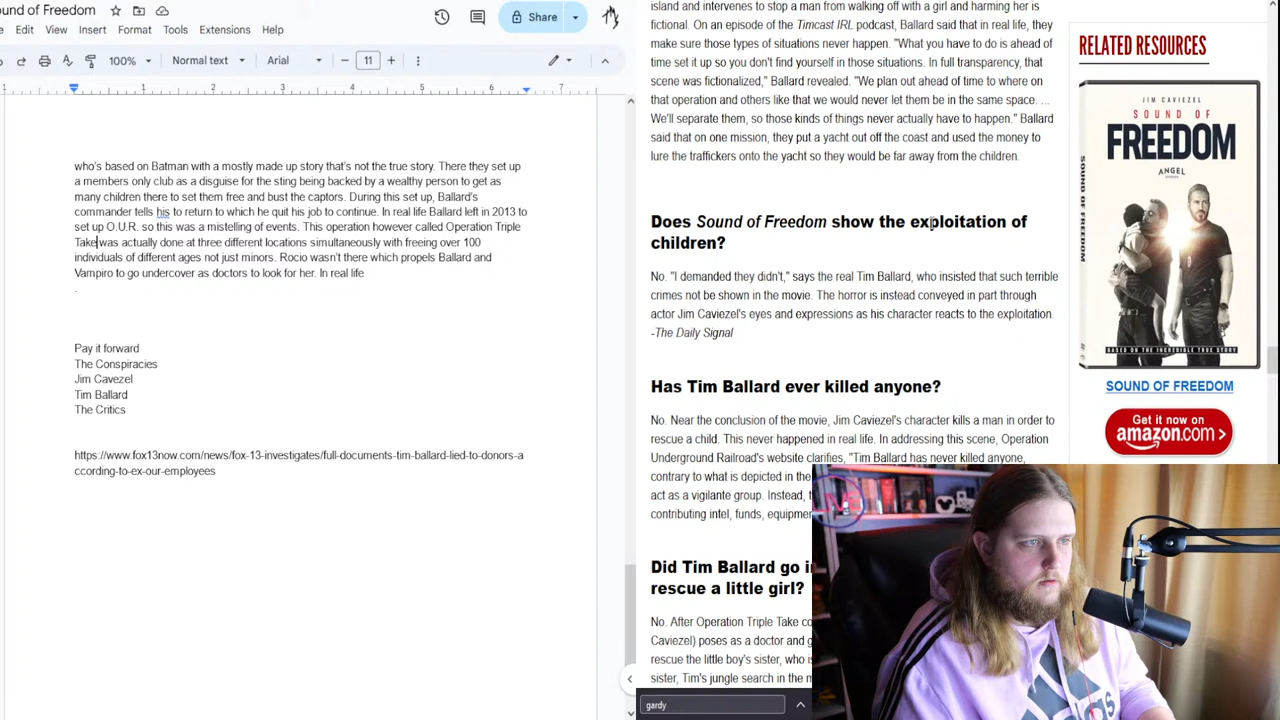 ound of Freedom
Share
Edit View Insert Format Tools Extensions Help
100% Normal text Arial 11
1 1 2 3 4 5 6 7
who's based on Batman with a mostly made up story that's not the true story. There they set up
a members only club as a disguise for the sting being backed by a wealthy person to get as
many children there to set them free and bust the captors. During this set up, Ballard's
commander tells his to return to which he quit his job to continue. In real life Ballard left in 2013 to
set up O.U.R. so this was a mistelling of events. This operation however called Operation Triple
Take was actually done at three different locations simultaneously with freeing over 100
individuals of different ages not just minors. Rocio wasn't there which propels Ballard and
Vampiro to go undercover as doctors to look for her. In real life
.
Pay it forward
The Conspiracies
Jim Cavezel
Tim Ballard
The Critics
https://www.fox13now.com/news/fox-13-investigates/full-documents-tim-ballard-lied-to-donors-a
ccording-to-ex-our-employees
island and intervenes to stop a man from walking off with a girl and harming her is
fictional. On an episode of the Timcast IRL podcast, Ballard said that in real life, they
make sure those types of situations never happen. "What you have to do is ahead of
time set it up so you don't find yourself in those situations. In full transparency, that
scene was fictionalized," Ballard revealed. "We plan out ahead of time to where on
that operation and others like that we would never let them be in the same space. ...
We'll separate them, so those kinds of things never actually have to happen." Ballard
said that on one mission, they put a yacht out off the coast and used the money to
lure the traffickers onto the yacht so they would be far away from the children.
Does Sound of Freedom show the exploitation of
children?
No. "I demanded they didn't," says the real Tim Ballard, who insisted that such terrible
crimes not be shown in the movie. The horror is instead conveyed in part through
actor Jim Caviezel's eyes and expressions as his character reacts to the exploitation.
-The Daily Signal
Has Tim Ballard ever killed anyone?
No. Near the conclusion of the movie, Jim Caviezel's character kills a man in order to
rescue a child. This never happened in real life. In addressing this scene, Operation
Underground Railroad's website clarifies, "Tim Ballard has never killed anyone,
contrary to what is depicted in the
act as a vigilante group. Instead, t
contributing intel, funds, equipmen
Did Tim Ballard go i
rescue a little girl?
No. After Operation Triple Take co
Caviezel) poses as a doctor and g
rescue the little boy's sister, who is
sister, Tim's jungle search in the m
gardy
RELATED RESOURCES
JIM CAVIEZEL
SOUND OF
FREEDOM
ANGEL
SOUND OF FREEDOM
BASED ON THE INCREDIBLE TRUE STORY
SOUND OF FREEDOM
Get it now on
amazon.com
LIVE